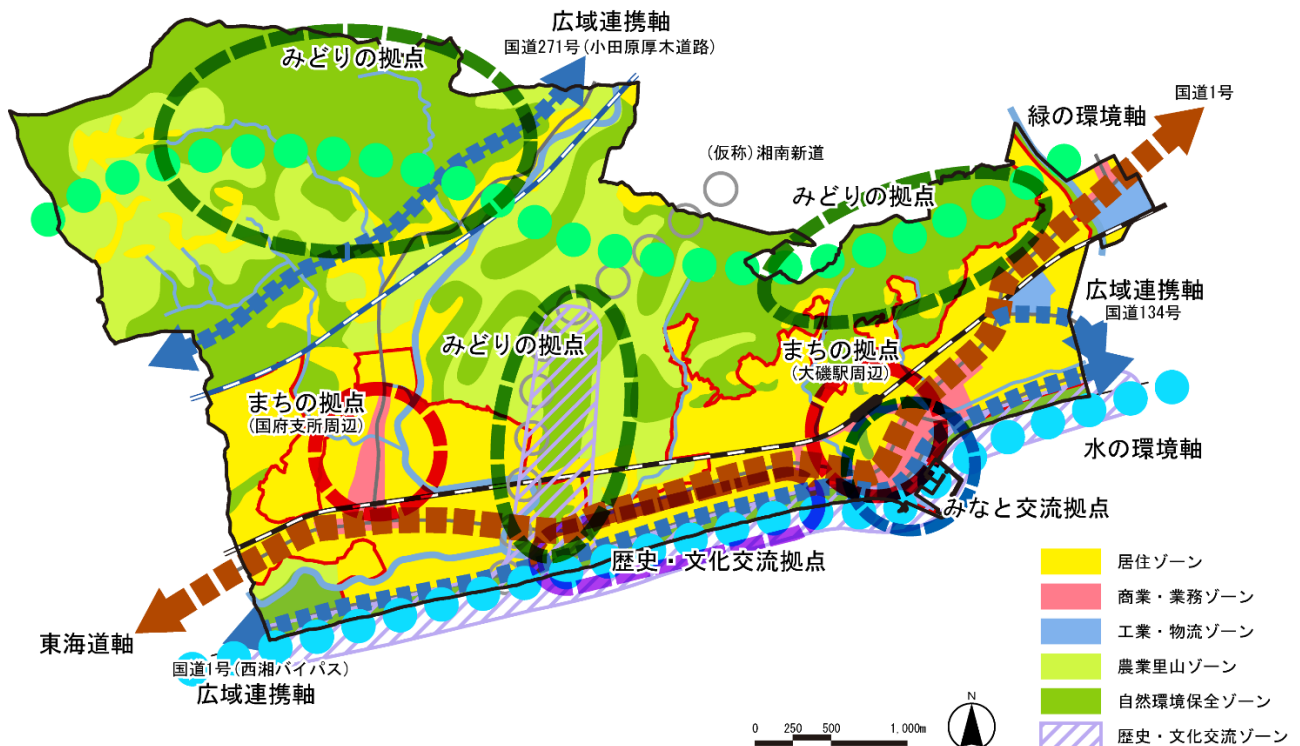 広域連携軸
国道271号(小田原厚木道路)
みどりの拠点
国道1号
緑の環境軸
(仮称)湘南新道
みどりの拠点
広域連携軸
国道134号
みどりの拠点
まちの拠点
(大磯駅周辺)
まちの拠点
(国府支所周辺)
水の環境軸
みなと交流拠点
歴史・文化交流拠点
東海道軸
国道1号(西湘バイパス)
広域連携軸
居住ゾーン
商業・業務ゾーン
工業・物流ゾーン
農業里山ゾーン
自然環境保全ゾーン
歴史・文化交流ゾーン
N
0 250 500 1,000m